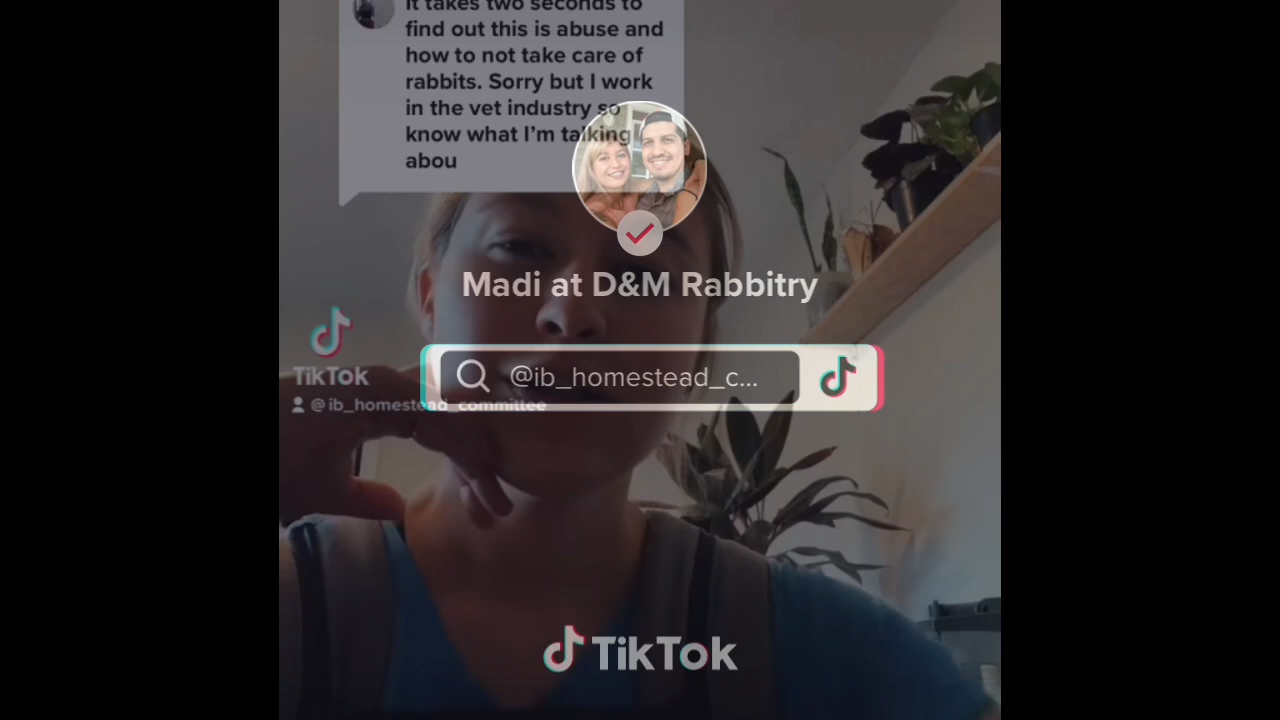 It takes two seconds to
find out this is abuse and
how to not take care of
rabbits. Sorry but I work
in the vet industry so
know what I'm talking
abou
Madi at D&M Rabbitry
TikTok
@ib_homestead_c...
@ib_homestead_committee
TikTok